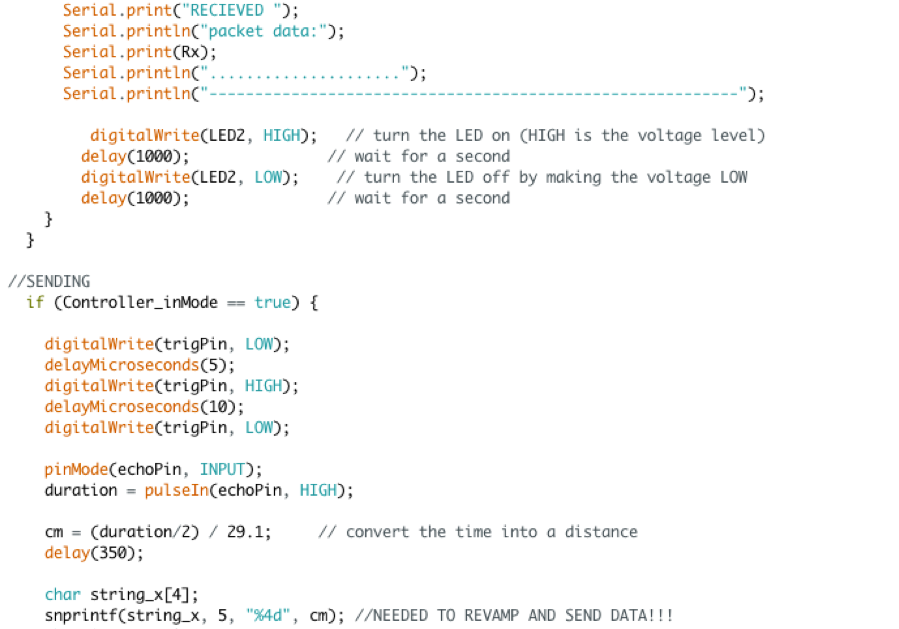 Serial.print("RECIEVED ");
Serial.println("packet data:");
Serial.print(Rx);
Serial.println(".....................");
Serial.println("----------------------------------------------------------");
digitalWrite(LED2, HIGH);   // turn the LED on (HIGH is the voltage level)
delay(1000);               // wait for a second
digitalWrite(LED2, LOW);    // turn the LED off by making the voltage LOW
delay(1000);               // wait for a second
}
}
//SENDING
if (Controller_inMode == true) {
digitalWrite(trigPin, LOW);
delayMicroseconds(5);
digitalWrite(trigPin, HIGH);
delayMicroseconds(10);
digitalWrite(trigPin, LOW);
pinMode(echoPin, INPUT);
duration = pulseIn(echoPin, HIGH);
cm = (duration/2) / 29.1;     // convert the time into a distance
delay(350);
char string_x[4];
snprintf(string_x, 5, "%4d", cm); //NEEDED TO REVAMP AND SEND DATA!!!